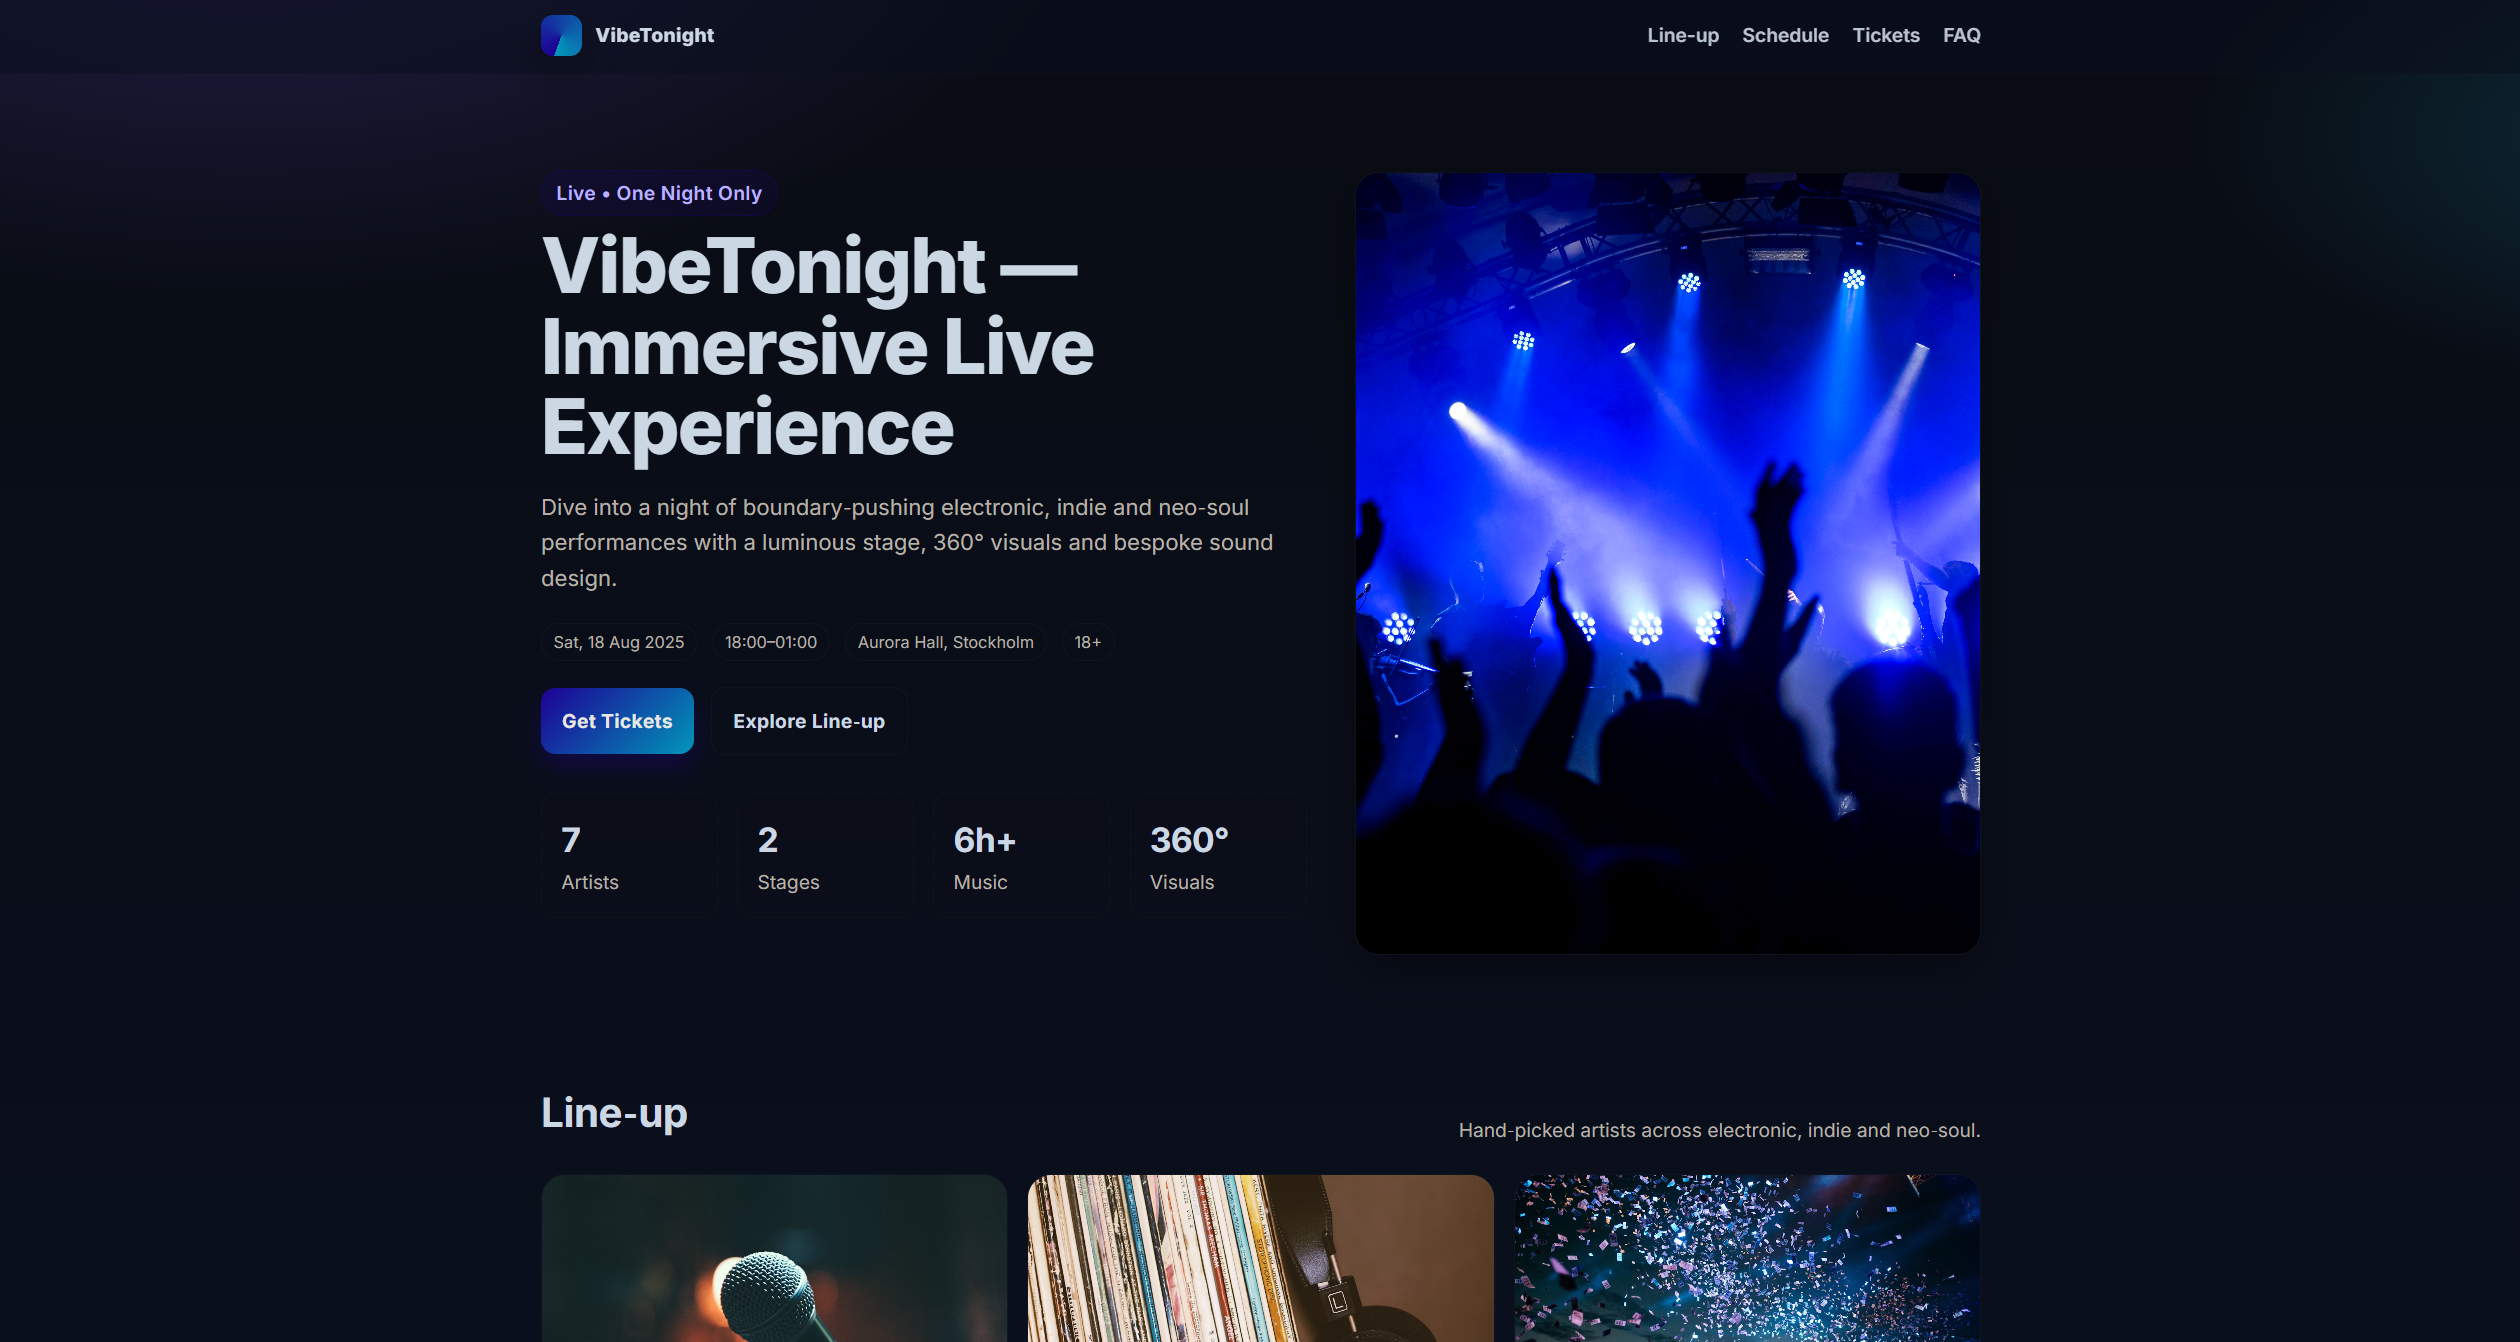 VibeTonight
Line-up Schedule Tickets FAQ
Live • One Night Only
VibeTonight —
Immersive Live
Experience
Dive into a night of boundary-pushing electronic, indie and neo-soul
performances with a luminous stage, 360° visuals and bespoke sound
design.
Sat, 18 Aug 2025 18:00–01:00 Aurora Hall, Stockholm 18+
Get Tickets Explore Line-up
7 2 6h+ 360°
Artists Stages Music Visuals
Line-up
Hand-picked artists across electronic, indie and neo-soul.